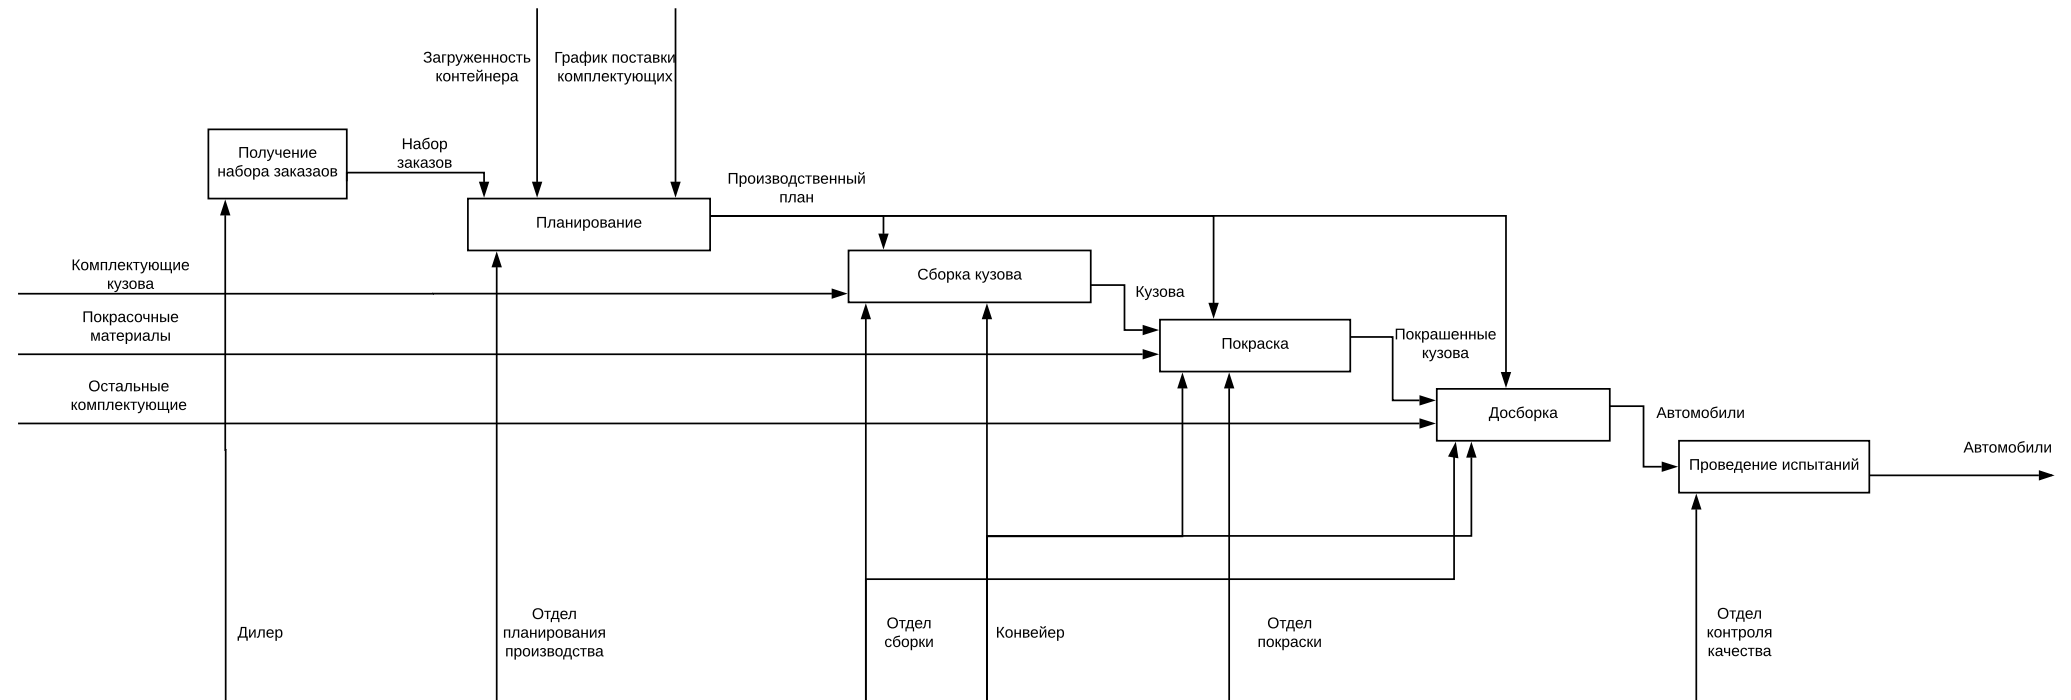 Загруженность
контейнера
График поставки
комплектующих
Получение
набора заказаов
Набор
заказов
Производственный
план
Планирование
Комплектующие
кузова
Сборка кузова
Кузова
Покрасочные
материалы
Покраска
Покрашенные
кузова
Остальные
комплектующие
Досборка
Автомобили
Проведение испытаний
Автомобили
Дилер
Отдел
планирования
производства
Отдел
сборки
Конвейер
Отдел
покраски
Отдел
контроля
качества